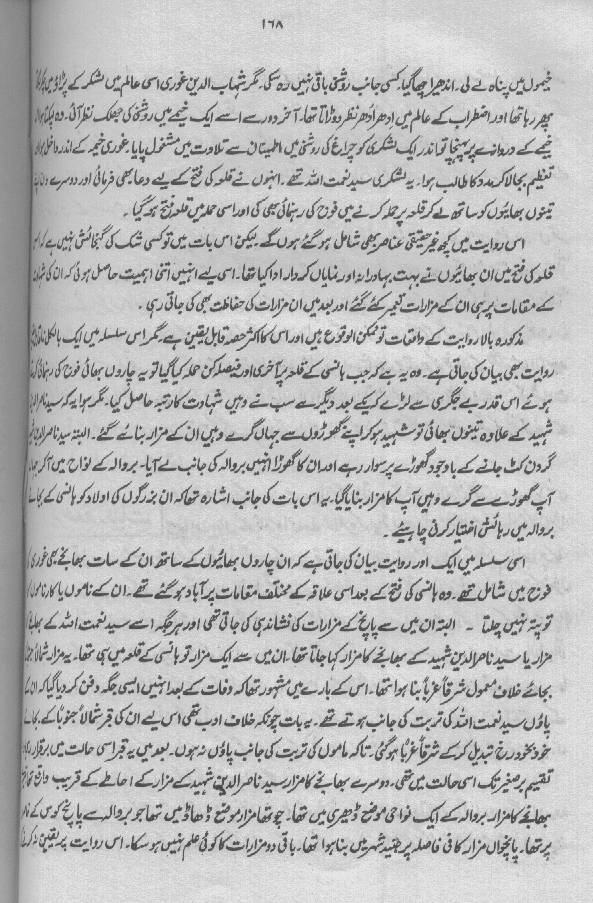 ۱۶۸
خیموں میں پناہ لے لی۔ اندھیرا چھا گیا۔ کسی جانب روشنی باقی نہیں رہ سکی۔ مگر شہاب الدین غوری اسی عالم میں لشکر کے پڑاؤ میں
پھر رہا تھا اور اضطراب کے عالم میں ادھر اُدھر نظر دوڑاتا تھا۔ آخر دور سے اسے ایک خیمے میں روشنی کی جھلک نظر آئی۔ وہ لپکتا ہوا اس
خیمے کے دروازے پر پہنچا تو اندر ایک لشکری کو چراغ کی روشنی میں اطمینان سے تلاوت میں مشغول پایا۔ غوری خیمہ کے اندر داخل ہوا اور
تعظیم بجا لا کر مدد کا طالب ہوا۔ یہ لشکری سید نعمت اللہ تھے۔ انہوں نے قلعہ کی فتح کے لیے دعا بھی فرمائی اور دوسرے دن اپنے
تینوں بھائیوں کو ساتھ لے کر قلعہ پر حملہ کرنے میں فوج کی رہنمائی بھی کی اور اسی حملہ میں قلعہ فتح ہو گیا۔
اس روایت میں کچھ غیر حقیقی عناصر بھی شامل ہو گئے ہوں گے لیکن اس بات میں تو کسی شک کی گنجائش نہیں ہے کہ اس
قلعہ کی فتح میں ان بھائیوں نے بہت بہادرانہ اور نمایاں کردار ادا کیا تھا۔ اسی لیے انہیں اتنی اہمیت حاصل ہوئی کہ ان کی شہادت
کے مقامات پر ہی ان کے مزارات تعمیر کئے گئے اور بعد میں ان مزارات کی حفاظت بھی کی جاتی رہی۔
مذکورہ بالا روایت کے واقعات تو ممکن الوقوع ہیں اور اس کا اکثر حصہ قابل یقین ہے۔ مگر اس سلسلہ میں ایک بالکل
روایت بھی بیان کی جاتی ہے۔ وہ یہ ہے کہ جب ہانسی کے قلعہ پر آخری اور فیصلہ کن حملہ کیا گیا تو یہ چاروں بھائی فوج کی رہنمائی کرتے
ہوئے اس قدر بے جگری سے لڑے کہ یکے بعد دیگرے سب نے وہیں شہادت کا رتبہ حاصل کیا۔ مگر ہوا یہ کہ سید ناصر الدین
شہید کے علاوہ تینوں بھائی تو شہید ہو کر اپنے گھوڑوں سے جہاں گرے وہیں ان کے مزار بنائے گئے۔ البتہ سید ناصر الدین شہید
گردن کٹ جانے کے باوجود گھوڑے پر سوار رہے اور ان کا گھوڑا انہیں بروالہ کی جانب لے آیا۔ بروالہ کے نواح میں آکر جہاں
آپ گھوڑے سے گرے وہیں آپ کا مزار بنایا گیا۔ یہ اس بات کی جانب اشارہ تھا کہ ان بزرگوں کی اولاد کو ہانسی کے بجائے
بروالہ میں رہائش اختیار کرنی چاہیئے۔
اسی سلسلہ میں ایک اور روایت بیان کی جاتی ہے کہ ان چاروں بھائیوں کے ساتھ ان کے سات بھانجے بھی غوری کی
فوج میں شامل تھے۔ وہ ہانسی کی فتح کے بعد اسی علاقہ کے مختلف مقامات پر آباد ہو گئے تھے۔ ان کے ناموں یا کارناموں کا
تو پتہ نہیں چلتا۔ البتہ ان میں سے پانچ کے مزارات کی نشاندہی کی جاتی تھی اور ہر جگہ اسے سید نعمت اللہ کے بھانجے کا
مزار یا سید ناصر الدین شہید کے بھانجے کا مزار کہا جاتا تھا۔ ان میں سے ایک مزار تو ہانسی کے قلعہ میں ہی تھا۔ یہ مزار شمالاً جنوباً
بجائے خلاف معمول شرقاً غرباً بنا ہوا تھا۔ اس کے بارے میں مشہور تھا کہ وفات کے بعد انہیں ایسی جگہ دفن کر دیا گیا کہ ان کے
پاؤں سید نعمت اللہ کی تربت کی جانب ہوتے تھے۔ یہ بات چونکہ خلاف ادب تھی اس لیے ان کی قبر شمالاً جنوباً کے بجائے
خود بخود رخ تبدیل کر کے شرقاً غرباً ہو گئی۔ تاکہ ماموں کی تربت کی جانب پاؤں نہ ہوں۔ بعد میں یہ قبر اسی حالت میں برقرار رہی
تقسیم برصغیر تک اسی حالت میں تھی۔ دوسرے بھانجے کا مزار سید ناصر الدین شہید کے مزار کے احاطے کے قریب واقع تھا۔
بھانجے کا مزار۔ بروالہ کے ایک نواحی موضع ڈھیری میں تھا۔ چوتھا مزار موضع ڈھاڈ میں تھا جو بروالہ سے پانچ کوس کے فاصلہ
پر تھا۔ پانچواں مزار کافی فاصلہ پر جیند شہر میں بنا ہوا تھا۔ باقی دو مزارات کا کوئی علم نہیں ہو سکا۔ اس روایت پر یقین نہ کرنے